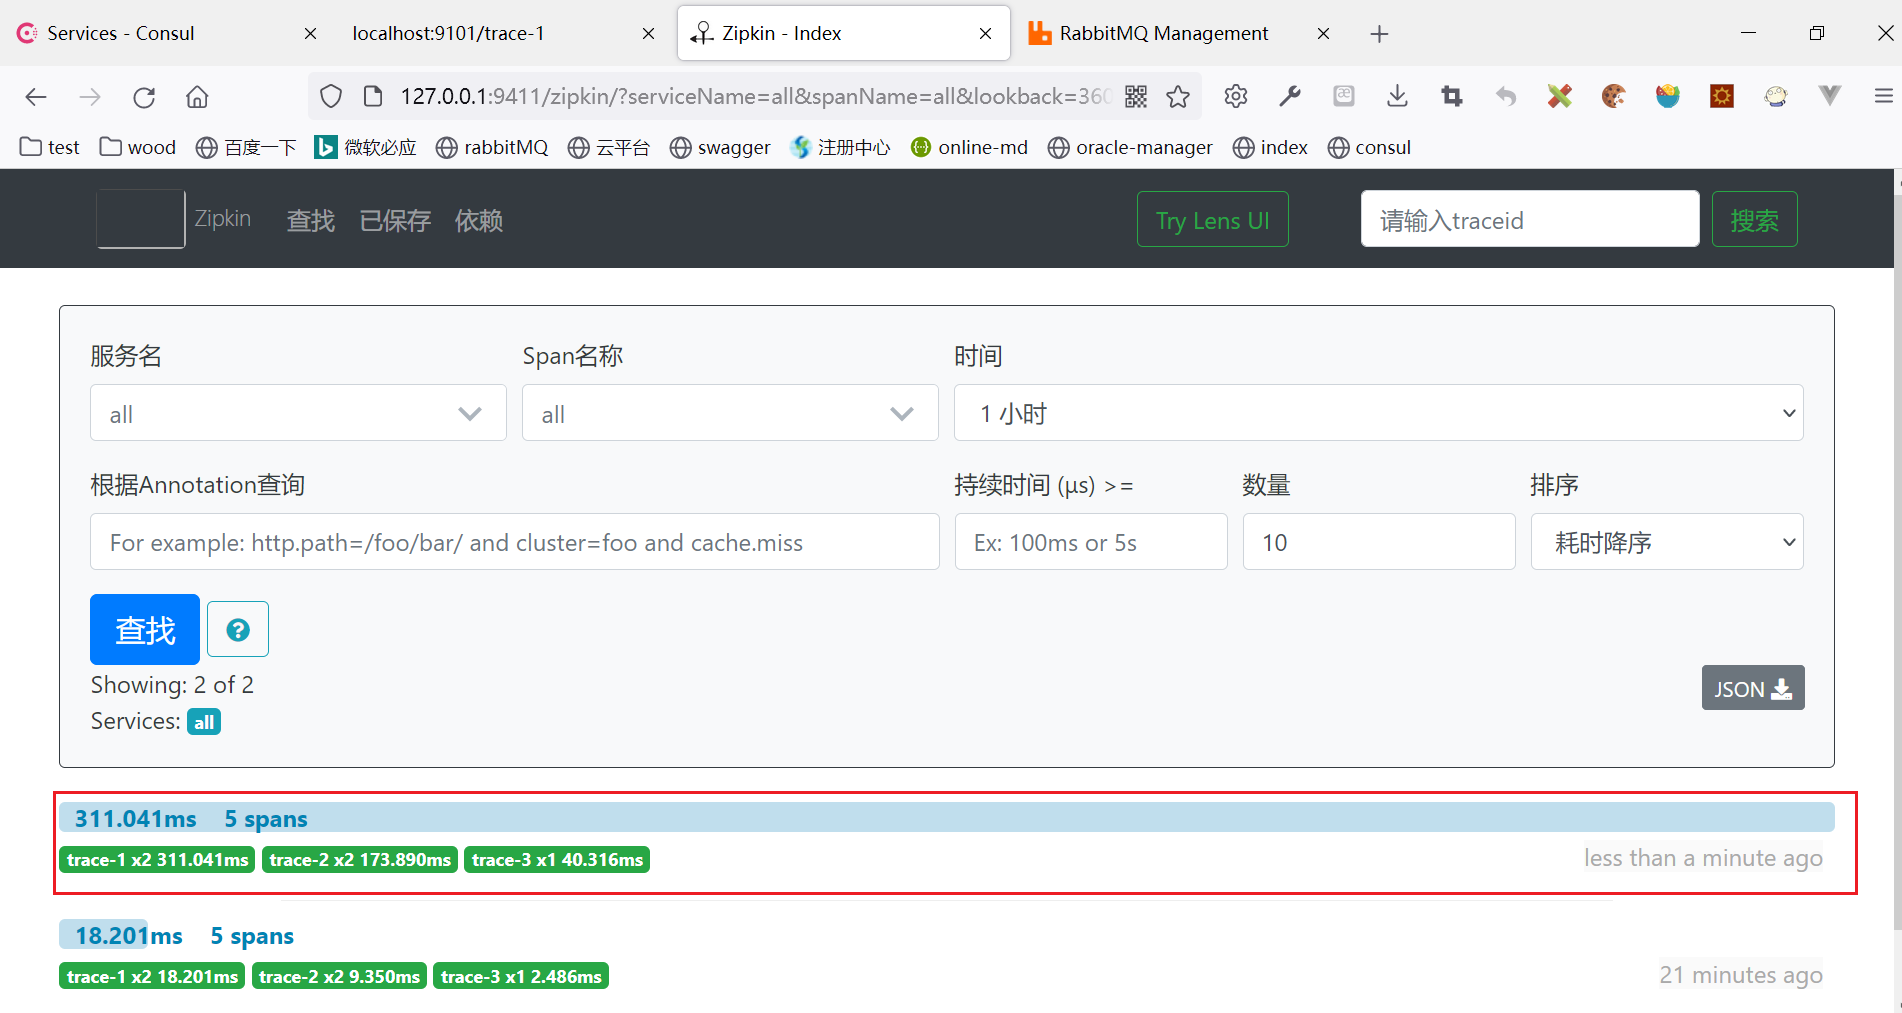 Services - Consul
localhost:9101/trace-1
Zipkin - Index
RabbitMQ Management
127.0.0.1:9411/zipkin/?serviceName=all&spanName=all&lookback=360
test wood 百度一下 微软必应 rabbitMQ 云平台 swagger 注册中心 online-md oracle-manager index consul
Zipkin 查找 已保存 依赖 Try Lens UI 请输入traceid 搜索
服务名 Span名称 时间
all all 1 小时
根据Annotation查询 持续时间 (μs) >= 数量 排序
For example: http.path=/foo/bar/ and cluster=foo and cache.miss Ex: 100ms or 5s 10 耗时降序
查找 ?
Showing: 2 of 2
Services: all
JSON
311.041ms 5 spans
trace-1 x2 311.041ms trace-2 x2 173.890ms trace-3 x1 40.316ms less than a minute ago
18.201ms 5 spans
trace-1 x2 18.201ms trace-2 x2 9.350ms trace-3 x1 2.486ms 21 minutes ago